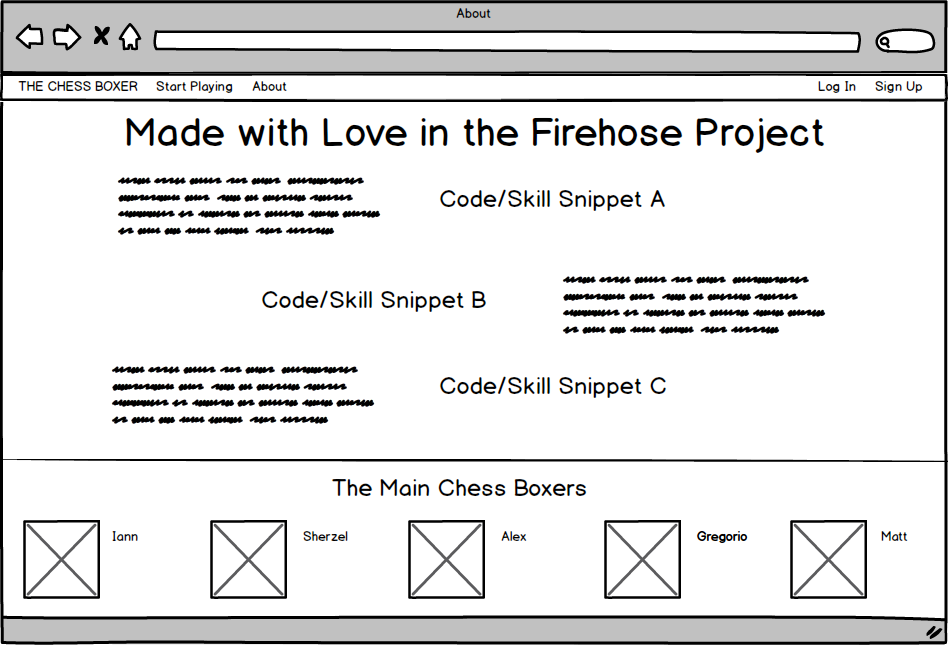 About
THE CHESS BOXER Start Playing About Log In Sign Up
Made with Love in the Firehose Project
Code/Skill Snippet A
Code/Skill Snippet B
Code/Skill Snippet C
The Main Chess Boxers
Iann Sherzel Alex Gregorio Matt